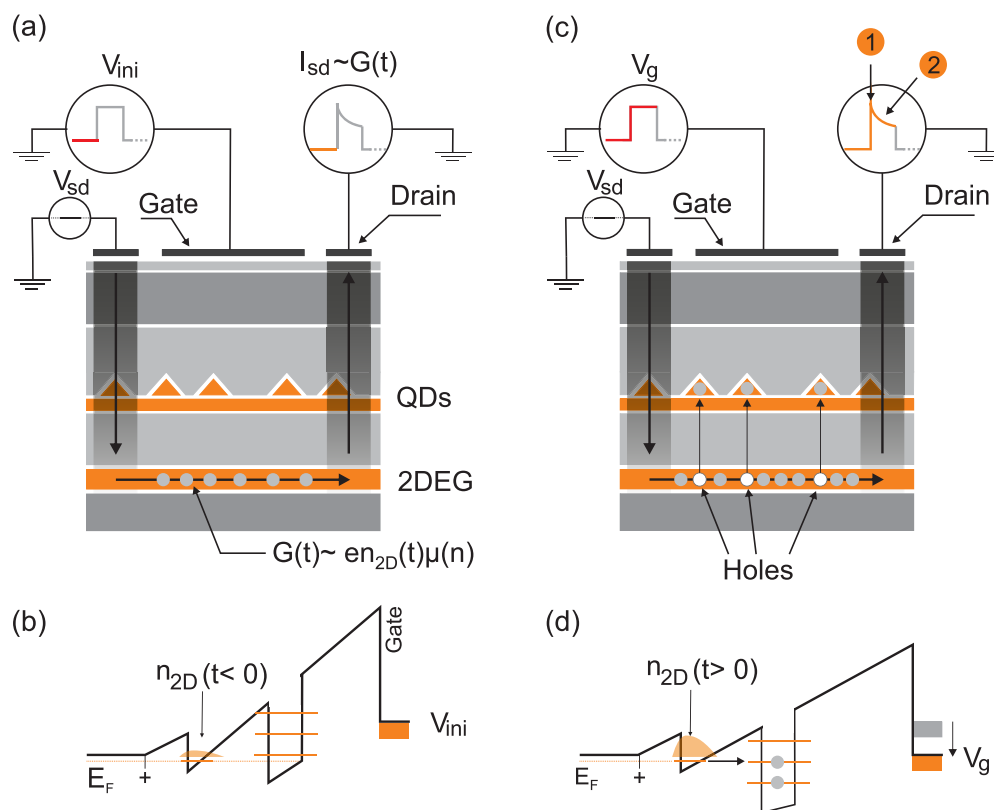 (a)
V_ini
I_sd~G(t)
V_sd
Gate
Drain
QDs
2DEG
G(t)~ en_2D(t)μ(n)
(c)
1
2
V_g
V_sd
Gate
Drain
Holes
(b)
n_2D(t< 0)
Gate
V_ini
E_F
+
(d)
n_2D(t> 0)
V_g
E_F
+